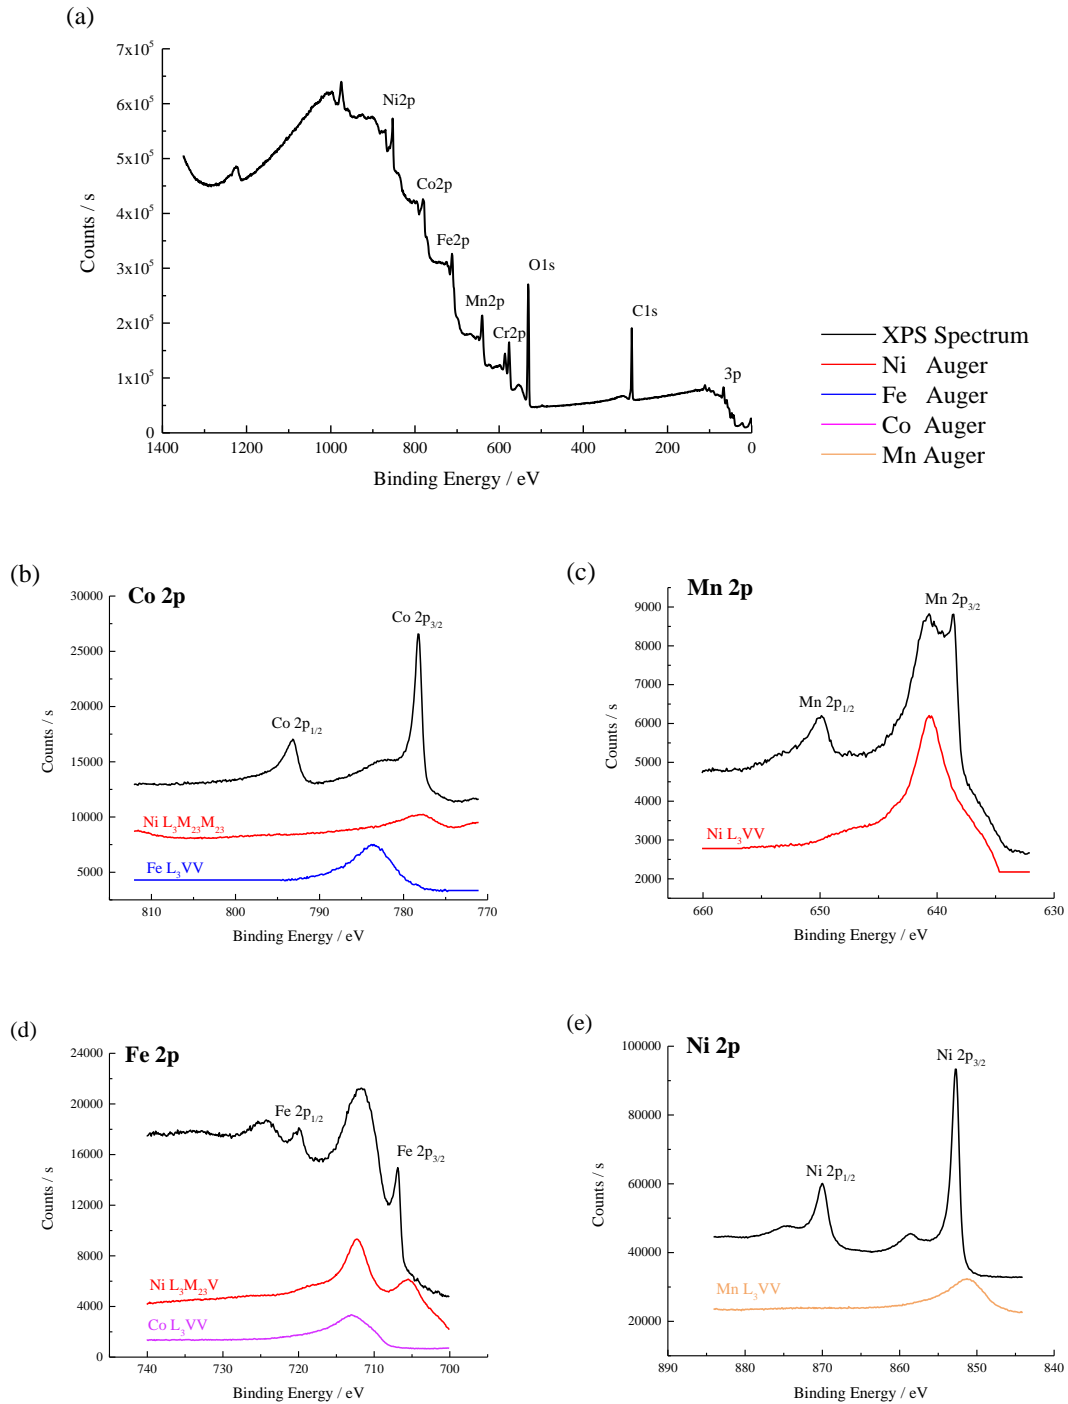 (a)
7x10⁵
6x10⁵
5x10⁵
4x10⁵
3x10⁵
2x10⁵
1x10⁵
0
Counts / s
Ni2p
Co2p
Fe2p
Mn2p
Cr2p
O1s
C1s
3p
1400 1200 1000 800 600 400 200 0
Binding Energy / eV
XPS Spectrum
Ni Auger
Fe Auger
Co Auger
Mn Auger
(b)
Co 2p
30000
25000
20000
15000
10000
5000
Counts / s
Co 2p₃/₂
Co 2p₁/₂
Ni L₃M₂₃M₂₃
Fe L₃VV
810 800 790 780 770
Binding Energy / eV
(c)
Mn 2p
9000
8000
7000
6000
5000
4000
3000
2000
Counts / s
Mn 2p₃/₂
Mn 2p₁/₂
Ni L₃VV
660 650 640 630
Binding Energy / eV
(d)
Fe 2p
24000
20000
16000
12000
8000
4000
0
Counts / s
Fe 2p₁/₂
Fe 2p₃/₂
Ni L₃M₂₃V
Co L₃VV
740 730 720 710 700
Binding Energy / eV
(e)
Ni 2p
100000
80000
60000
40000
20000
Counts / s
Ni 2p₃/₂
Ni 2p₁/₂
Mn L₃VV
890 880 870 860 850 840
Binding Energy / eV